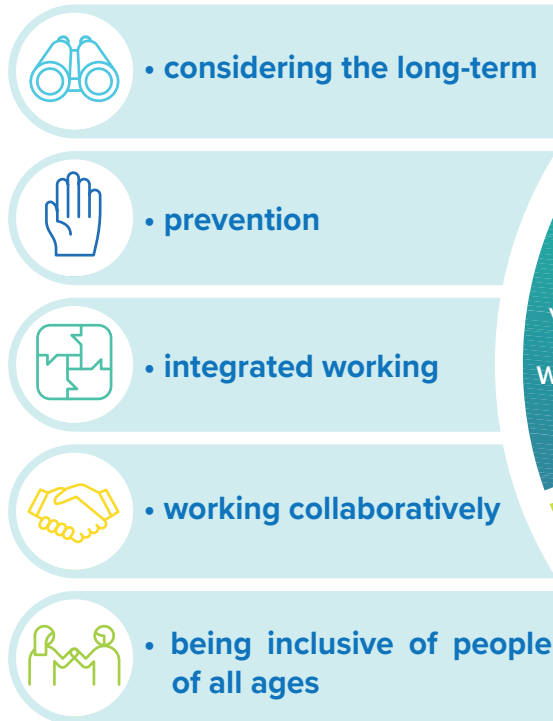 • considering the long-term
• prevention
• integrated working
• working collaboratively
• being inclusive of people
of all ages